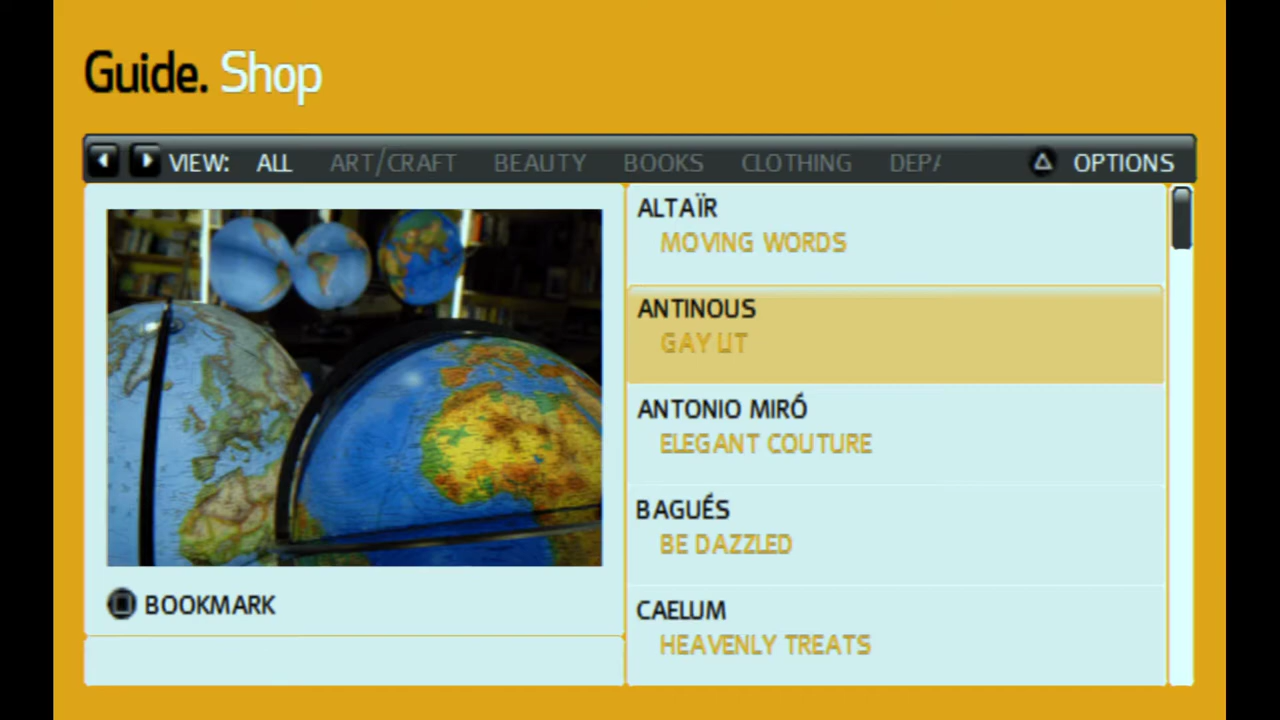 Guide. Shop
VIEW: ALL ART/CRAFT BEAUTY BOOKS CLOTHING DEPA OPTIONS
ALTAÏR
MOVING WORDS
ANTINOUS
GAY LIT
ANTONIO MIRÓ
ELEGANT COUTURE
BAGUÉS
BE DAZZLED
CAELUM
HEAVENLY TREATS
BOOKMARK